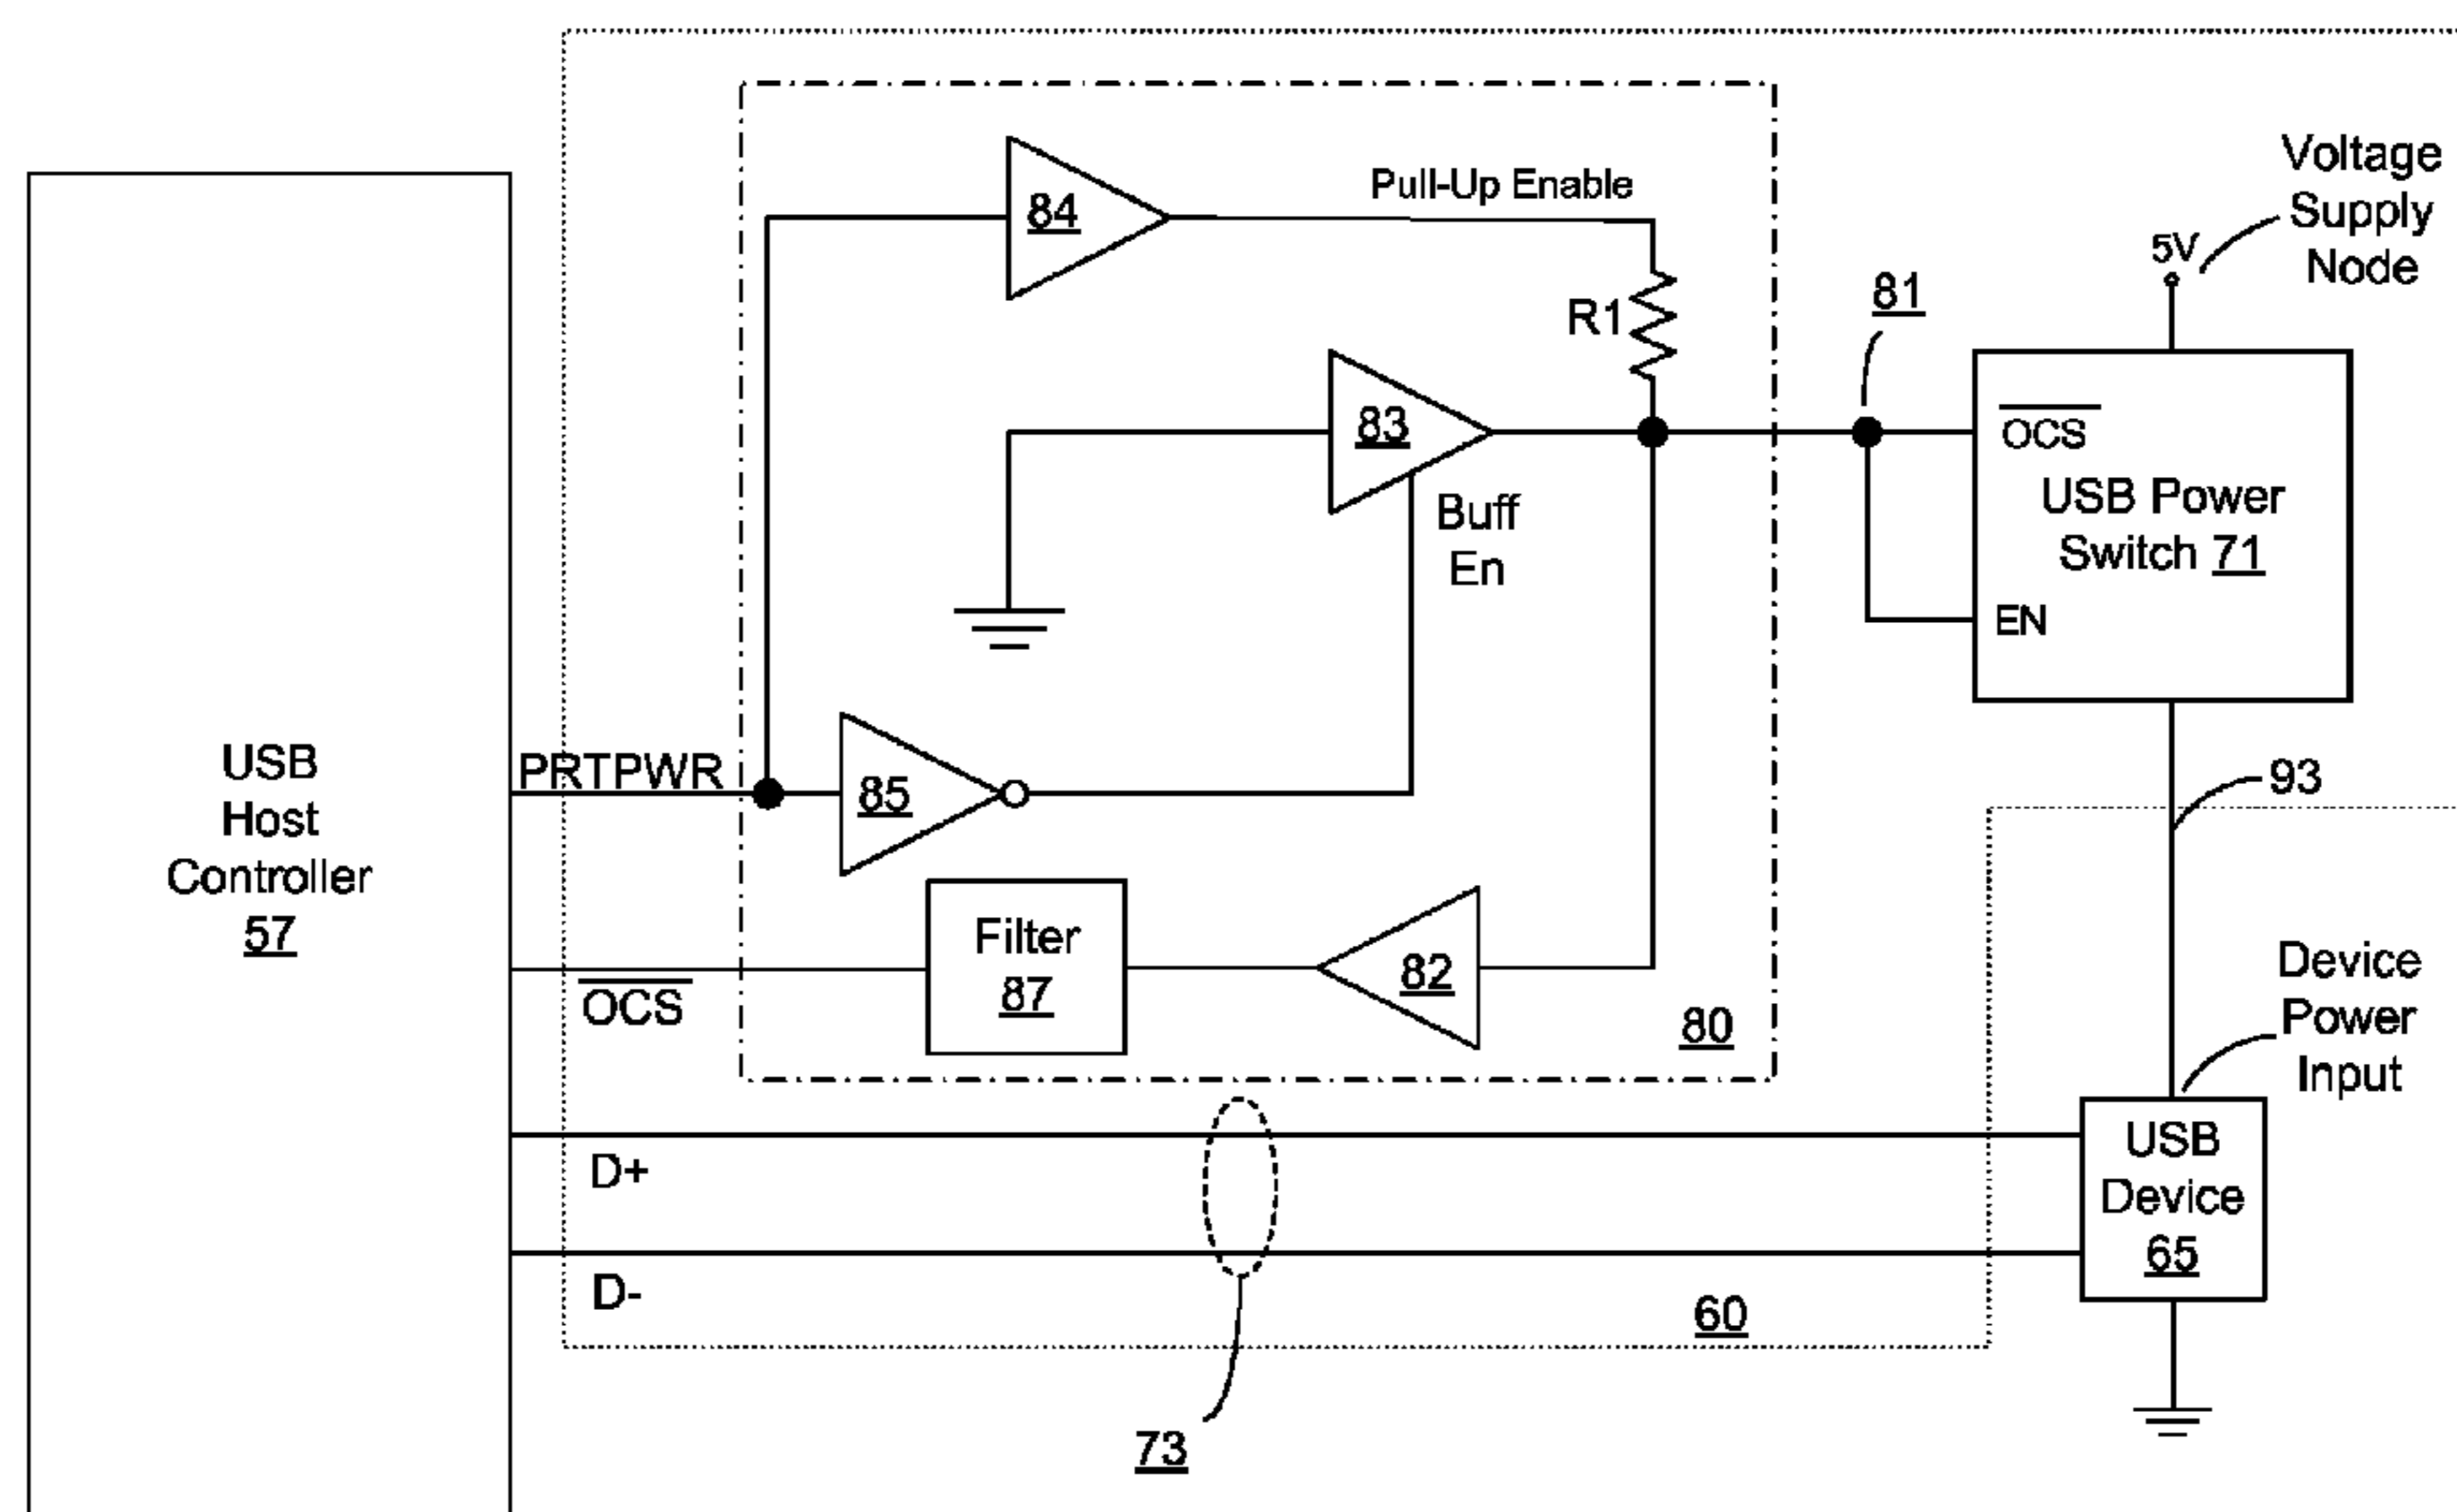 84
Pull-Up Enable
Voltage
Supply
Node
5V
R1
81
83
Buff
En
OCS
USB Power
Switch 71
EN
USB
Host
Controller
57
PRTPWR
85
93
Filter
87
82
OCS
80
Device
Power
Input
D+
D-
USB
Device
65
60
73